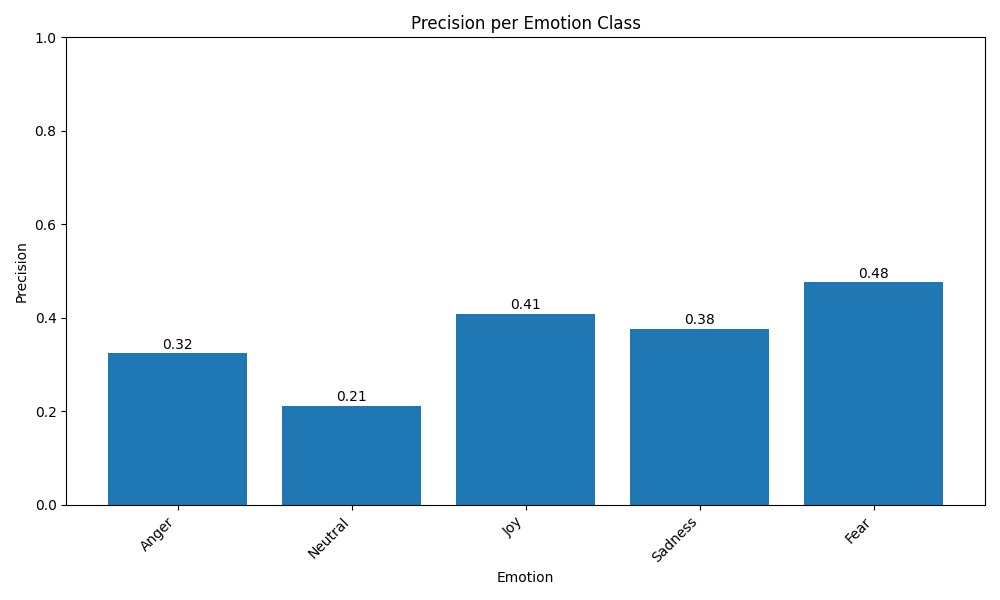 Precision per Emotion Class
1.0
0.8
0.6
0.4
0.2
0.0
Precision
0.32
0.21
0.41
0.38
0.48
Anger
Neutral
Joy
Sadness
Fear
Emotion